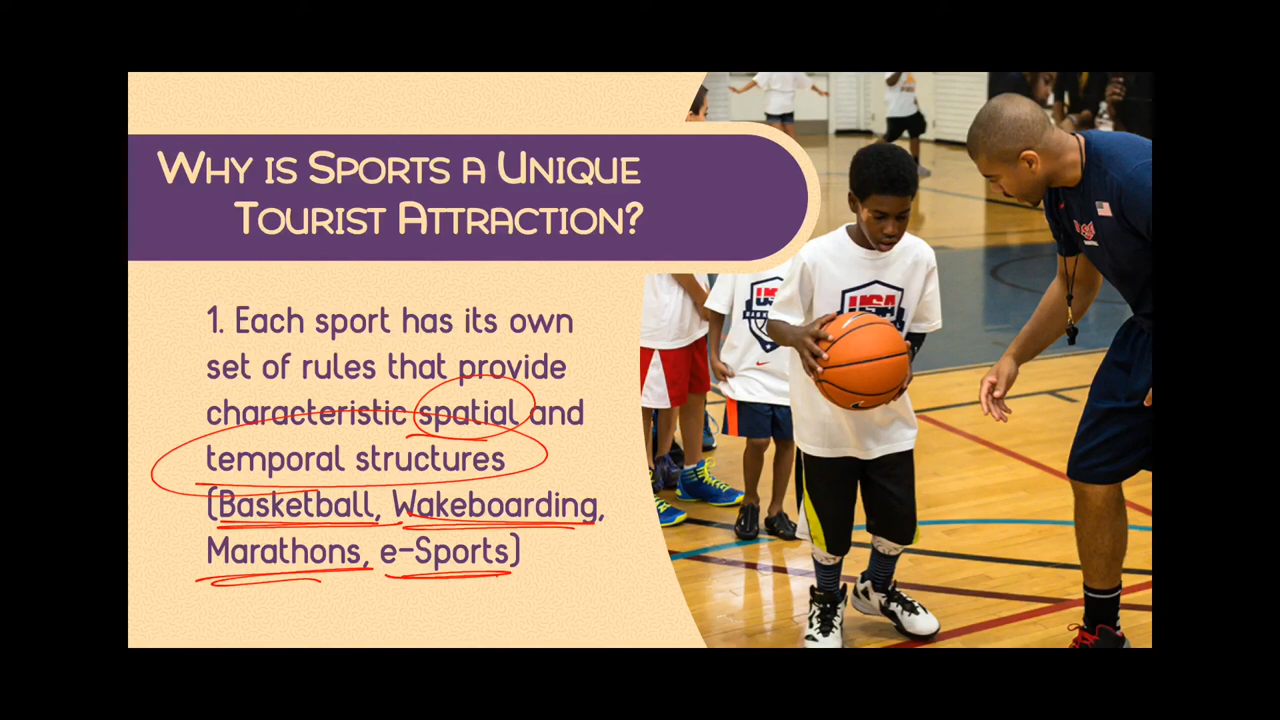 WHY IS SPORTS A UNIQUE
TOURIST ATTRACTION?
1. Each sport has its own
set of rules that provide
characteristic spatial and
temporal structures
(Basketball, Wakeboarding,
Marathons, e-Sports)
USA
USA